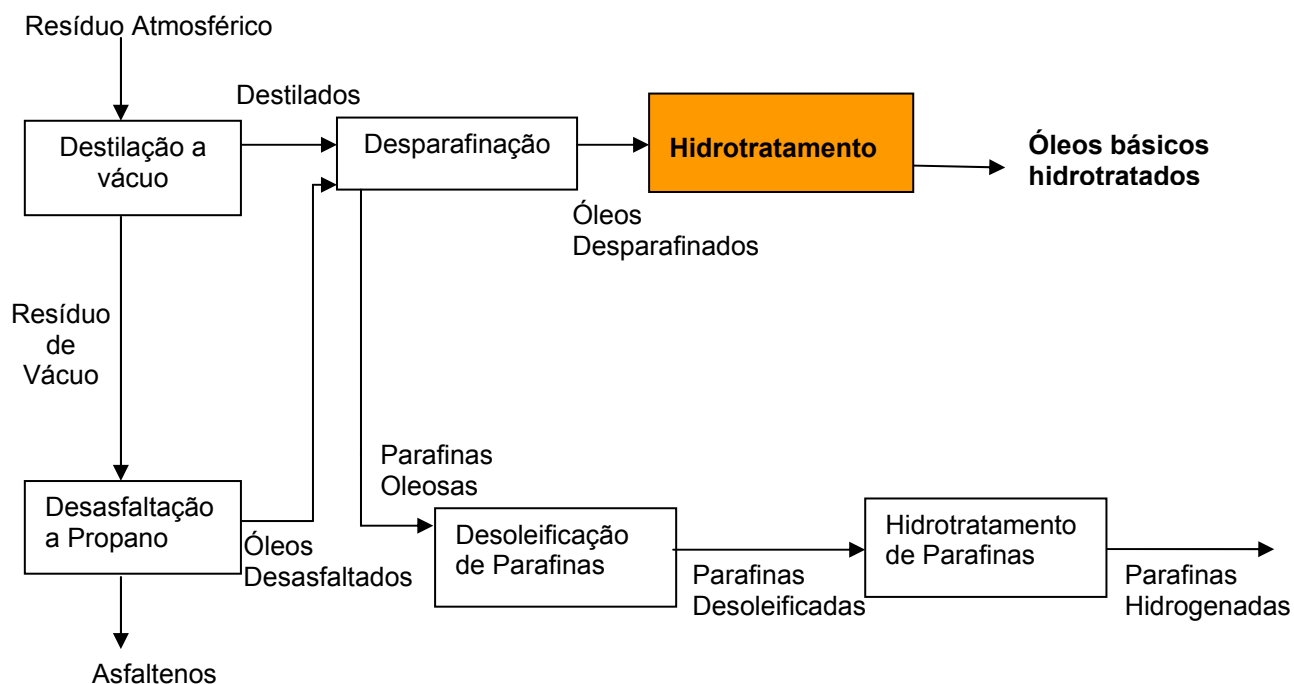 Resíduo Atmosférico
Destilados
Destilação a
vácuo
Desparafinação
Hidrotratamento
Óleos básicos
hidrotratados
Óleos
Desparafinados
Resíduo
de
Vácuo
Parafinas
Oleosas
Desasfaltação
a Propano
Óleos
Desasfaltados
Desoleificação
de Parafinas
Parafinas
Desoleificadas
Hidrotratamento
de Parafinas
Parafinas
Hidrogenadas
Asfaltenos